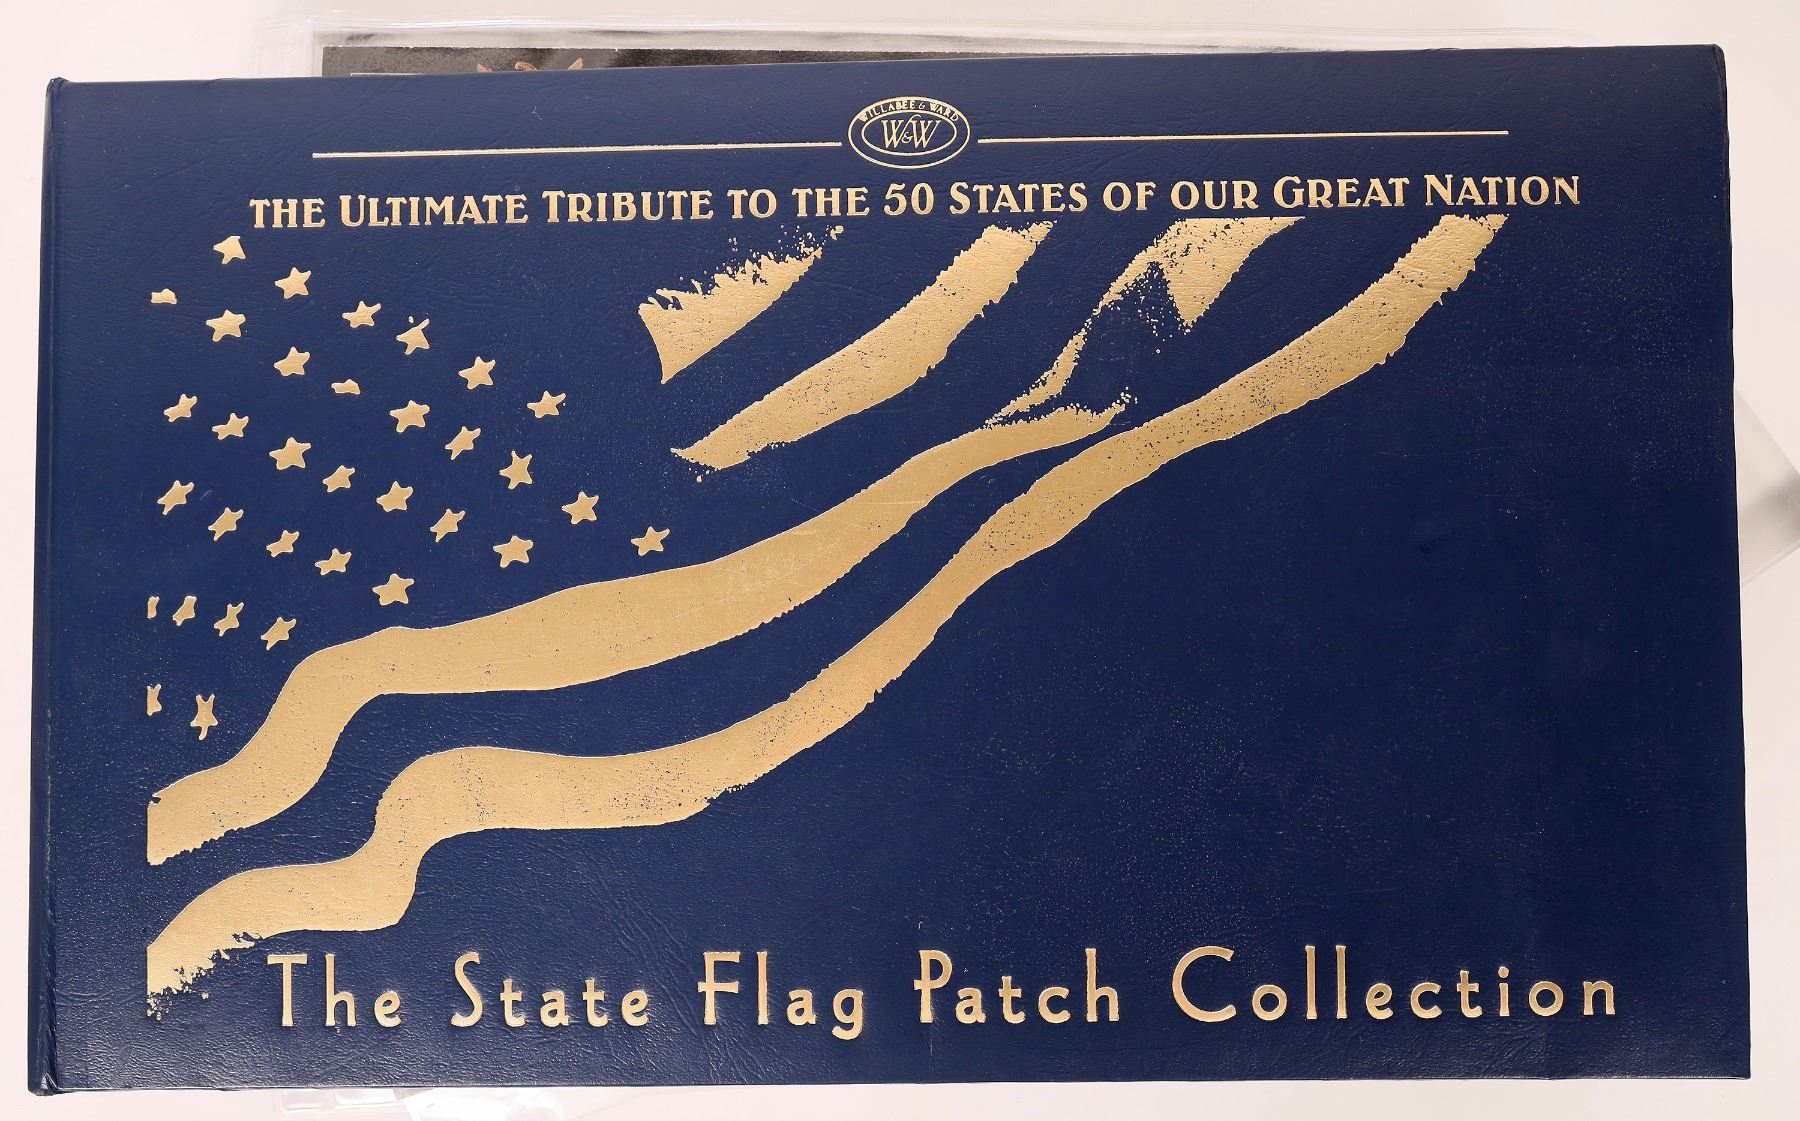 WILLABEE & WARD
W&W
THE ULTIMATE TRIBUTE TO THE 50 STATES OF OUR GREAT NATION
The State Flag Patch Collection